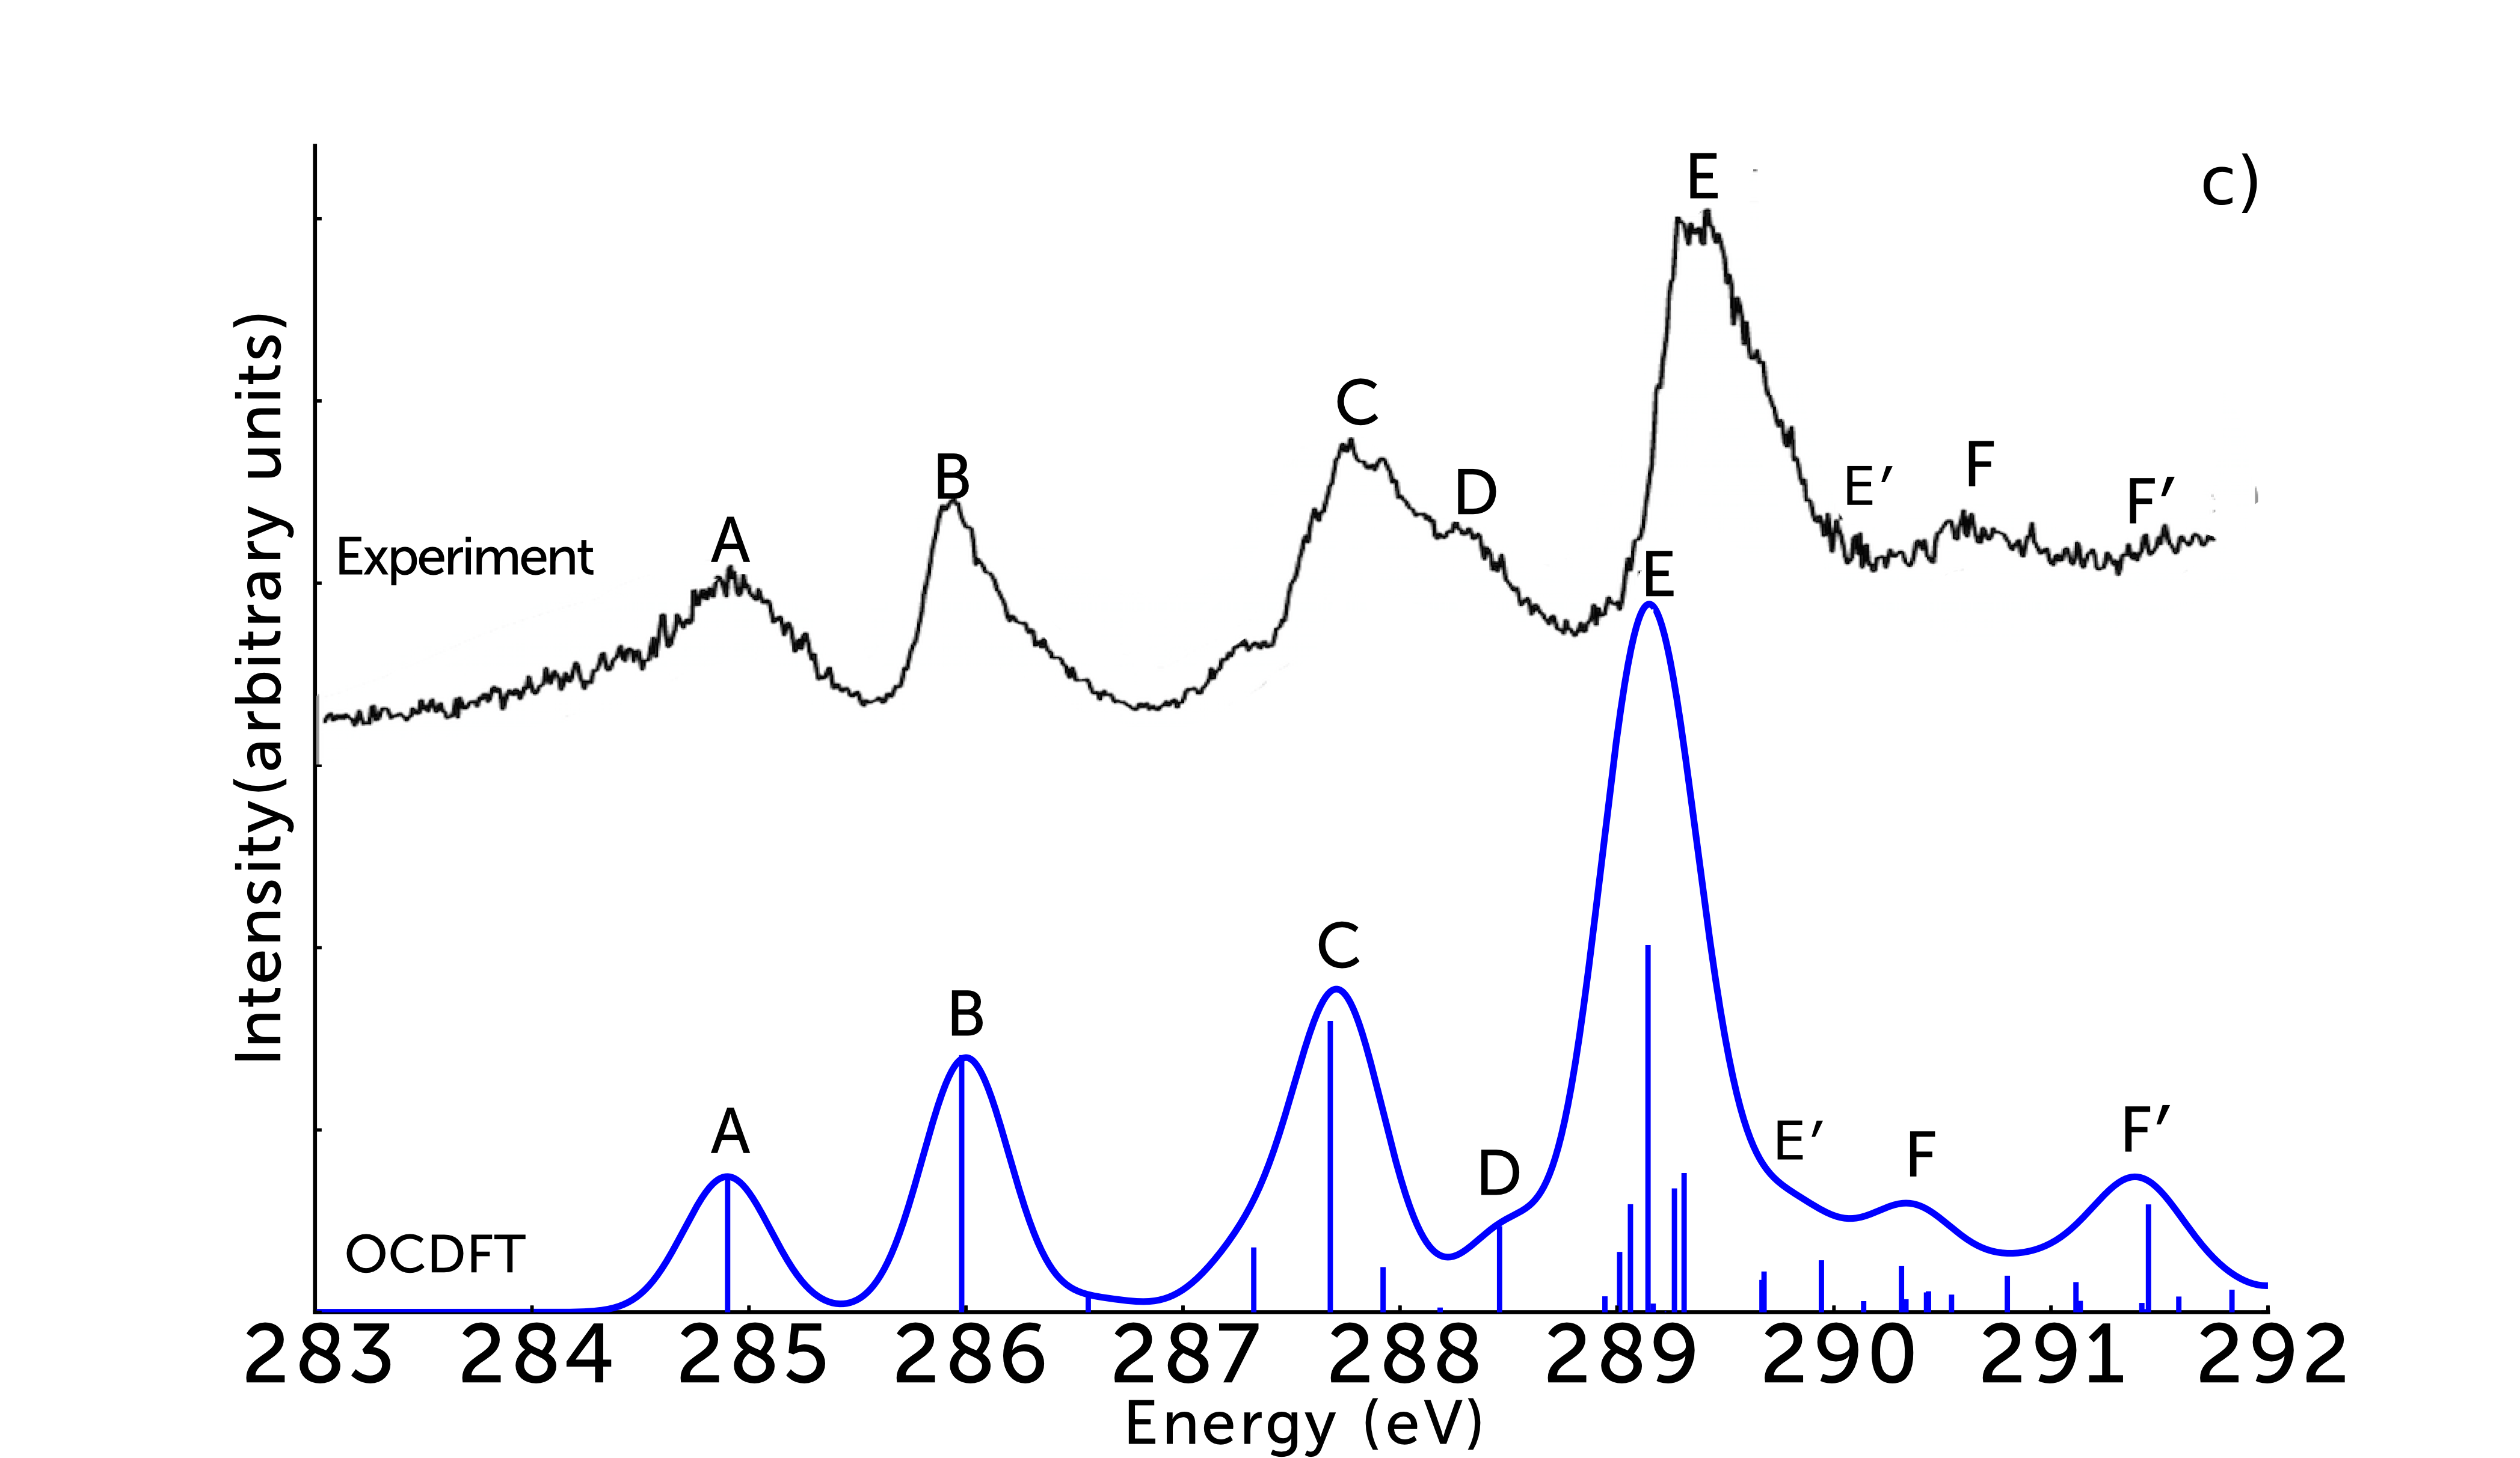 c)
E
C
B
D
E′
F
F′
A
Experiment
E
C
B
A
D
E′
F
F′
OCDFT
283 284 285 286 287 288 289 290 291 292
Energy (eV)
Intensity(arbitrary units)